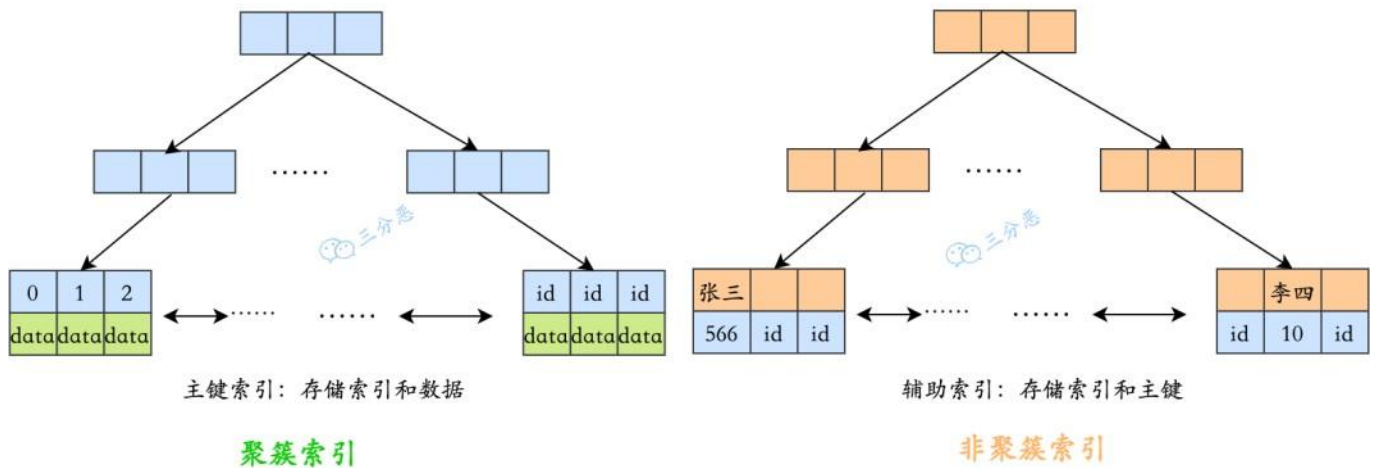 三分恶
三分恶
0 1 2
data data data
……
……
……
id id id
data data data
张三
566 id id
……
……
……
李四
id 10 id
主键索引：存储索引和数据
辅助索引：存储索引和主键
聚簇索引
非聚簇索引